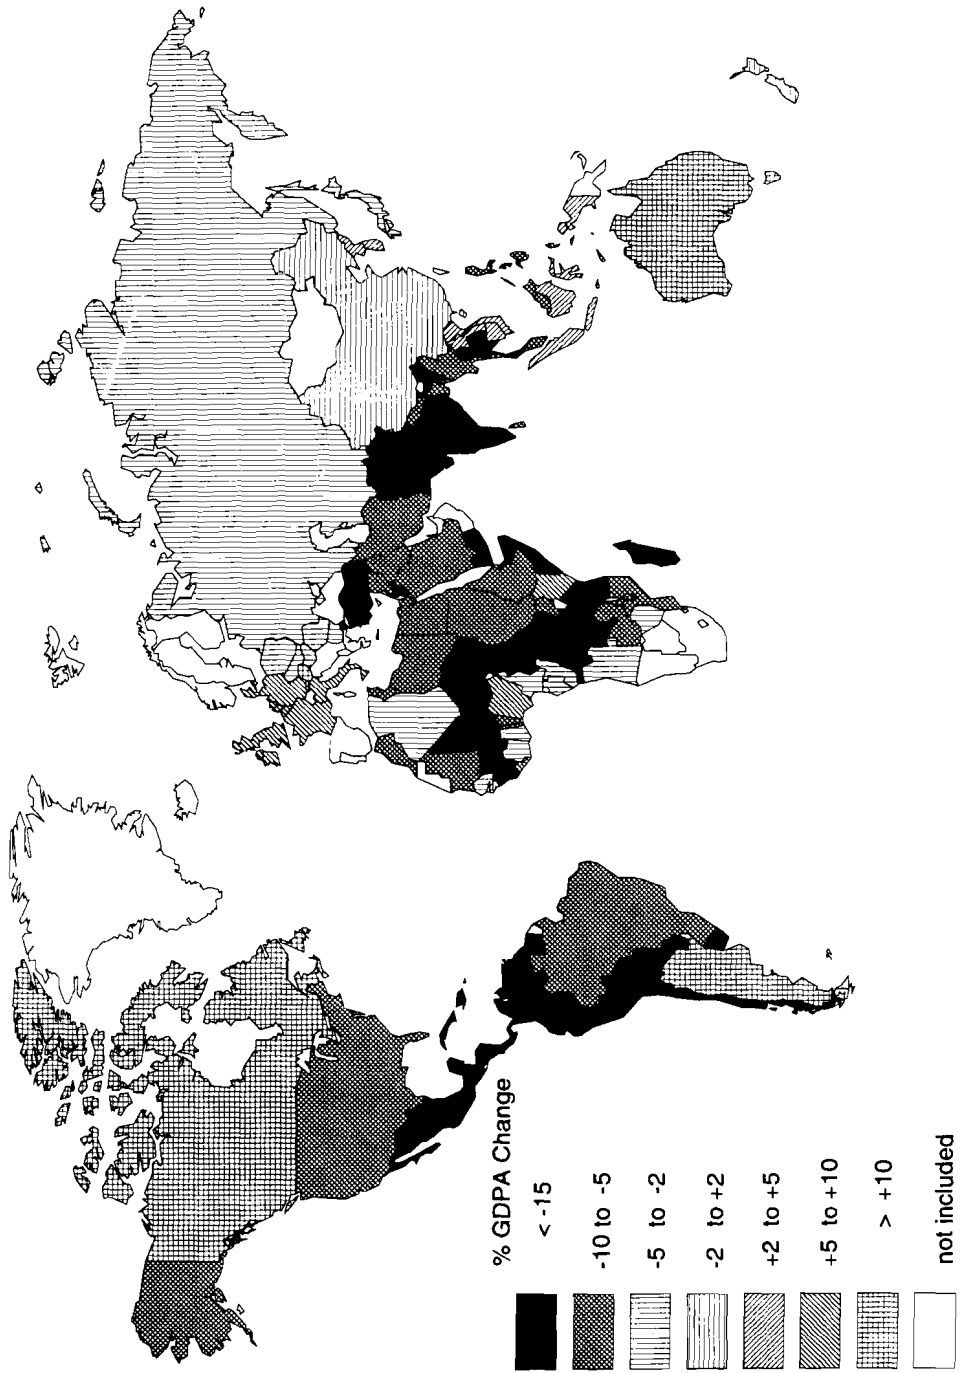 % GDPA Change
< -15
-10 to -5
-5 to -2
-2 to +2
+2 to +5
+5 to +10
> +10
not included